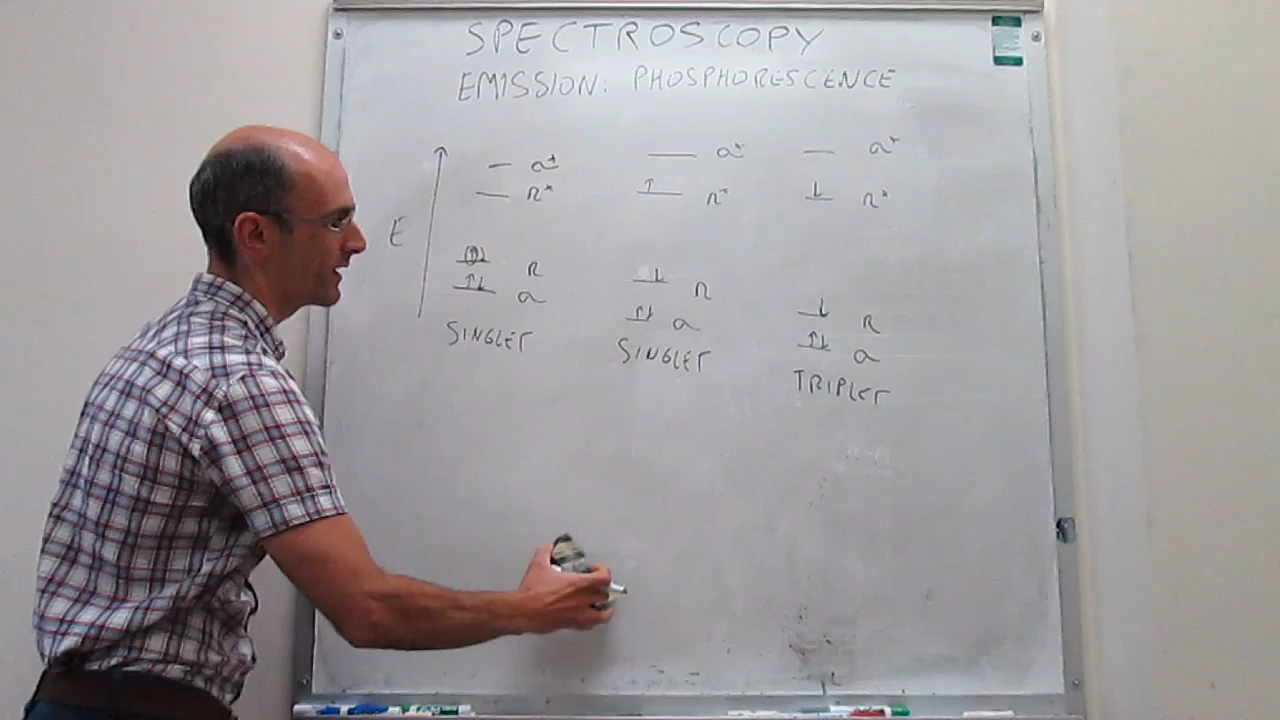 SPECTROSCOPY
EMISSION: PHOSPHORESCENCE
E
a*
n*
n
a
SINGLET
a*
n*
n
a
SINGLET
a*
n*
n
a
TRIPLET